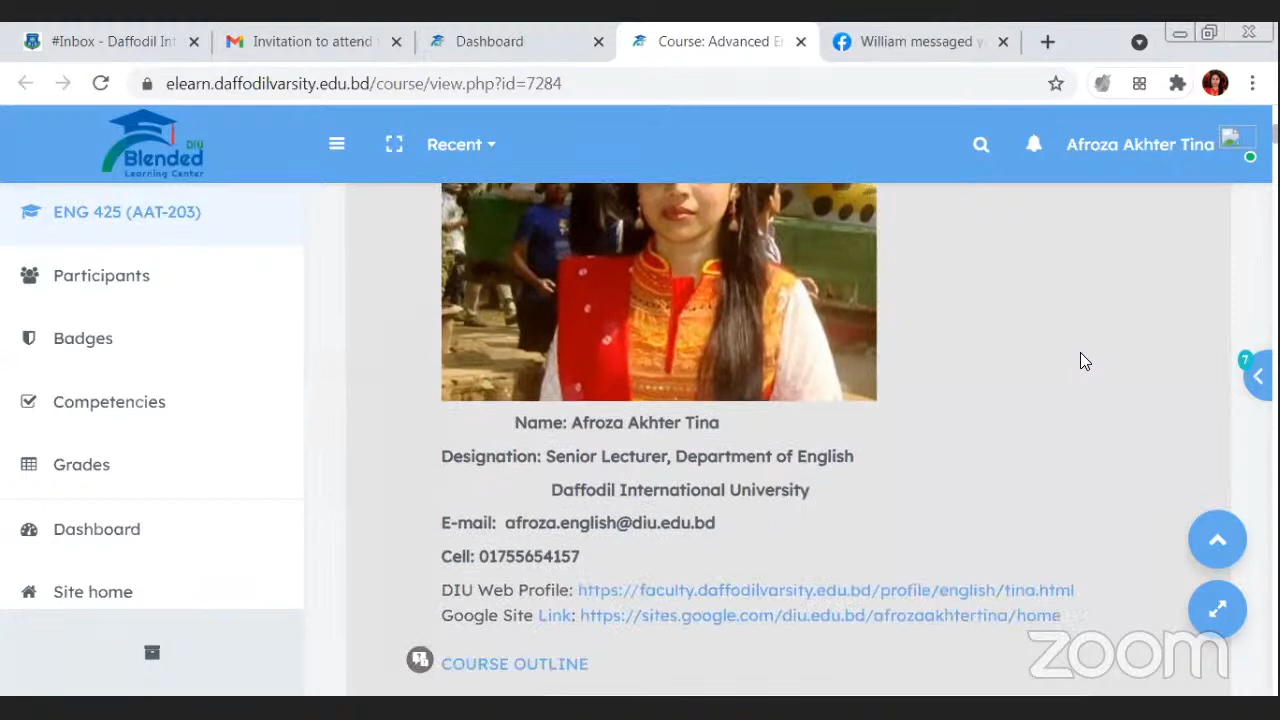 #Inbox - Daffodil Int
Invitation to attend
Dashboard
Course: Advanced E
William messaged y
elearn.daffodilvarsity.edu.bd/course/view.php?id=7284
DIU
Blended
Learning Center
Recent
Afroza Akhter Tina
ENG 425 (AAT-203)
Participants
Badges
Competencies
Grades
Dashboard
Site home
7
Name: Afroza Akhter Tina
Designation: Senior Lecturer, Department of English
Daffodil International University
E-mail: afroza.english@diu.edu.bd
Cell: 01755654157
DIU Web Profile: https://faculty.daffodilvarsity.edu.bd/profile/english/tina.html
Google Site Link: https://sites.google.com/diu.edu.bd/afrozaakhtertina/home
COURSE OUTLINE
zoom